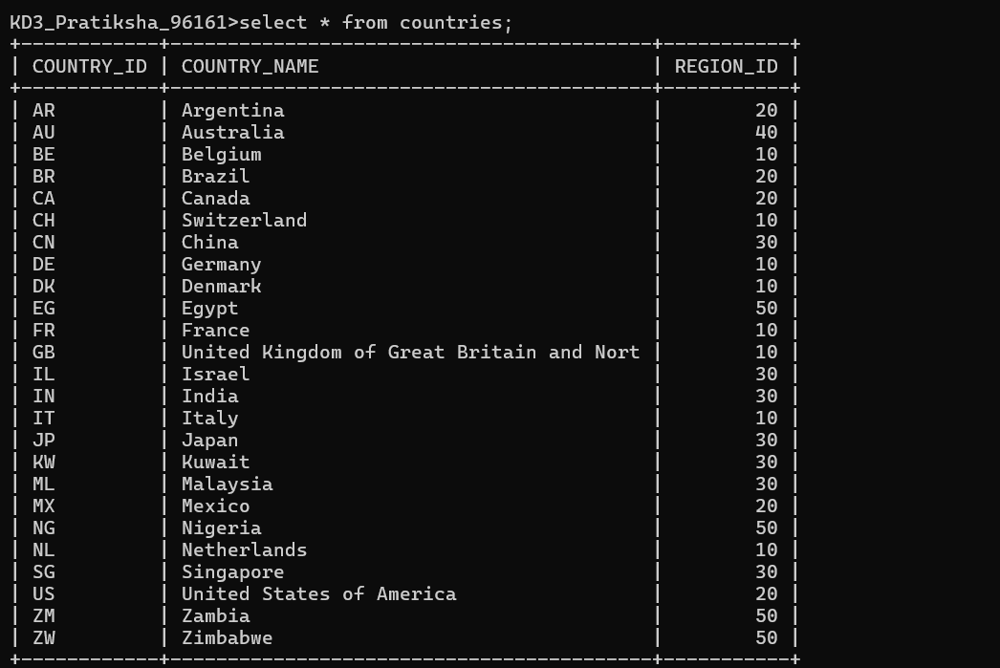 KD3_Pratiksha_96161>select * from countries;
+------------+------------------------------------------+-----------+
| COUNTRY_ID | COUNTRY_NAME                             | REGION_ID |
+------------+------------------------------------------+-----------+
| AR         | Argentina                                |        20 |
| AU         | Australia                                |        40 |
| BE         | Belgium                                  |        10 |
| BR         | Brazil                                   |        20 |
| CA         | Canada                                   |        20 |
| CH         | Switzerland                              |        10 |
| CN         | China                                    |        30 |
| DE         | Germany                                  |        10 |
| DK         | Denmark                                  |        10 |
| EG         | Egypt                                    |        50 |
| FR         | France                                   |        10 |
| GB         | United Kingdom of Great Britain and Nort |        10 |
| IL         | Israel                                   |        30 |
| IN         | India                                    |        30 |
| IT         | Italy                                    |        10 |
| JP         | Japan                                    |        30 |
| KW         | Kuwait                                   |        30 |
| ML         | Malaysia                                 |        30 |
| MX         | Mexico                                   |        20 |
| NG         | Nigeria                                  |        50 |
| NL         | Netherlands                              |        10 |
| SG         | Singapore                                |        30 |
| US         | United States of America                 |        20 |
| ZM         | Zambia                                   |        50 |
| ZW         | Zimbabwe                                 |        50 |
+------------+------------------------------------------+-----------+